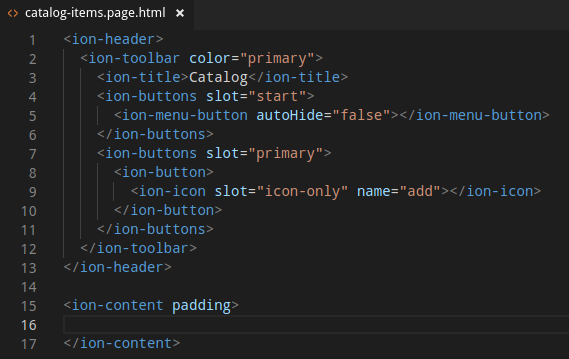 <> catalog-items.page.html ×
1 <ion-header>
2   <ion-toolbar color="primary">
3     <ion-title>Catalog</ion-title>
4     <ion-buttons slot="start">
5       <ion-menu-button autoHide="false"></ion-menu-button>
6     </ion-buttons>
7     <ion-buttons slot="primary">
8       <ion-button>
9         <ion-icon slot="icon-only" name="add"></ion-icon>
10       </ion-button>
11     </ion-buttons>
12   </ion-toolbar>
13 </ion-header>
14
15 <ion-content padding>
16
17 </ion-content>